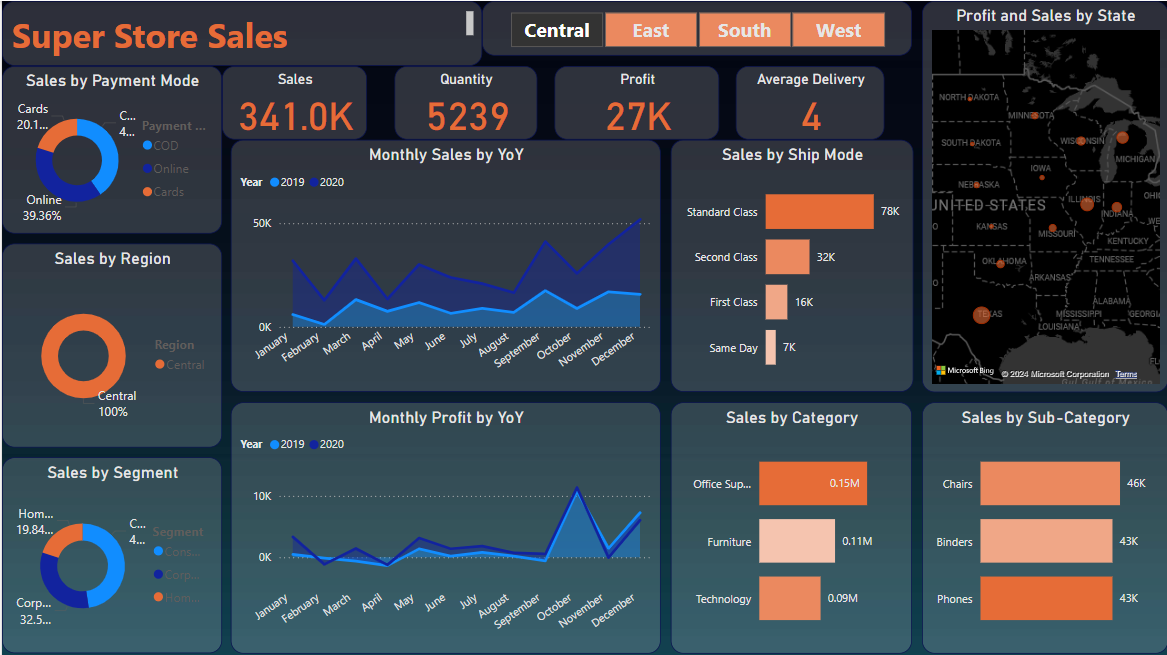 Super Store Sales
Central
East
South
West
Sales by Payment Mode
Cards
20.1...
C...
4...
Online
39.36%
Payment ...
COD
Online
Cards
Sales
341.0K
Quantity
5239
Profit
27K
Average Delivery
4
Profit and Sales by State
NORTH DAKOTA
MINNESOTA
SOUTH DAKOTA
WISCONSIN
MICHIGAN
IOWA
NEBRASKA
UNITED STATES
ILLINOIS
INDIANA
OHIO
KANSAS
MISSOURI
WE
KENTUCKY
OKLAHOMA
TENNESSEE
ARKANSAS
ALABAMA
TEXAS
MISSISSIPPI
GEORGIA
LOUISIANA
Microsoft Bing
© 2024 Microsoft Corporation
Terms
Gulf of Mexico
Monthly Sales by YoY
Year
2019
2020
50K
0K
January
February
March
April
May
June
July
August
September
October
November
December
Sales by Ship Mode
Standard Class
78K
Second Class
32K
First Class
16K
Same Day
7K
Sales by Region
Region
Central
Central
100%
Sales by Segment
Hom...
19.84...
C...
4...
Corp...
32.5...
Segment
Cons...
Corp...
Hom...
Monthly Profit by YoY
Year
2019
2020
10K
0K
January
February
March
April
May
June
July
August
September
October
November
December
Sales by Category
Office Sup...
0.15M
Furniture
0.11M
Technology
0.09M
Sales by Sub-Category
Chairs
46K
Binders
43K
Phones
43K